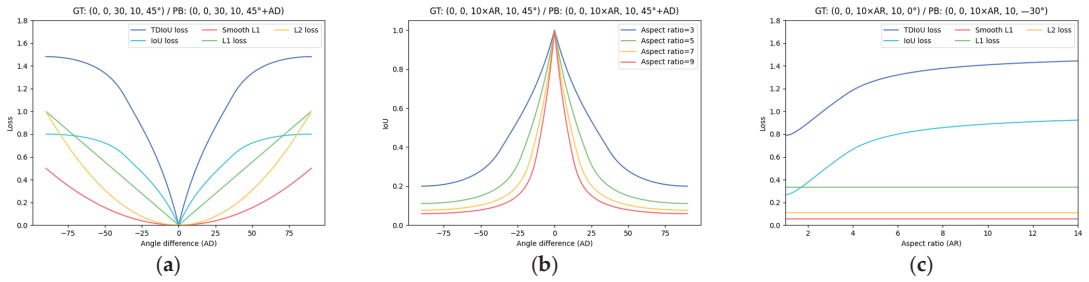 GT: (0, 0, 30, 10, 45°) / PB: (0, 0, 30, 10, 45°+AD)
1.8
1.6
1.4
1.2
1.0
0.8
0.6
0.4
0.2
0.0
Loss
TDIoU loss
IoU loss
Smooth L1
L1 loss
L2 loss
−75
−50
−25
0
25
50
75
Angle difference (AD)
(a)
GT: (0, 0, 10×AR, 10, 45°) / PB: (0, 0, 10×AR, 10, 45°+AD)
1.0
0.8
0.6
0.4
0.2
0.0
IoU
Aspect ratio=3
Aspect ratio=5
Aspect ratio=7
Aspect ratio=9
−75
−50
−25
0
25
50
75
Angle difference (AD)
(b)
GT: (0, 0, 10×AR, 10, 0°) / PB: (0, 0, 10×AR, 10, —30°)
1.8
1.6
1.4
1.2
1.0
0.8
0.6
0.4
0.2
0.0
Loss
TDIoU loss
IoU loss
Smooth L1
L1 loss
L2 loss
2
4
6
8
10
12
14
Aspect ratio (AR)
(c)